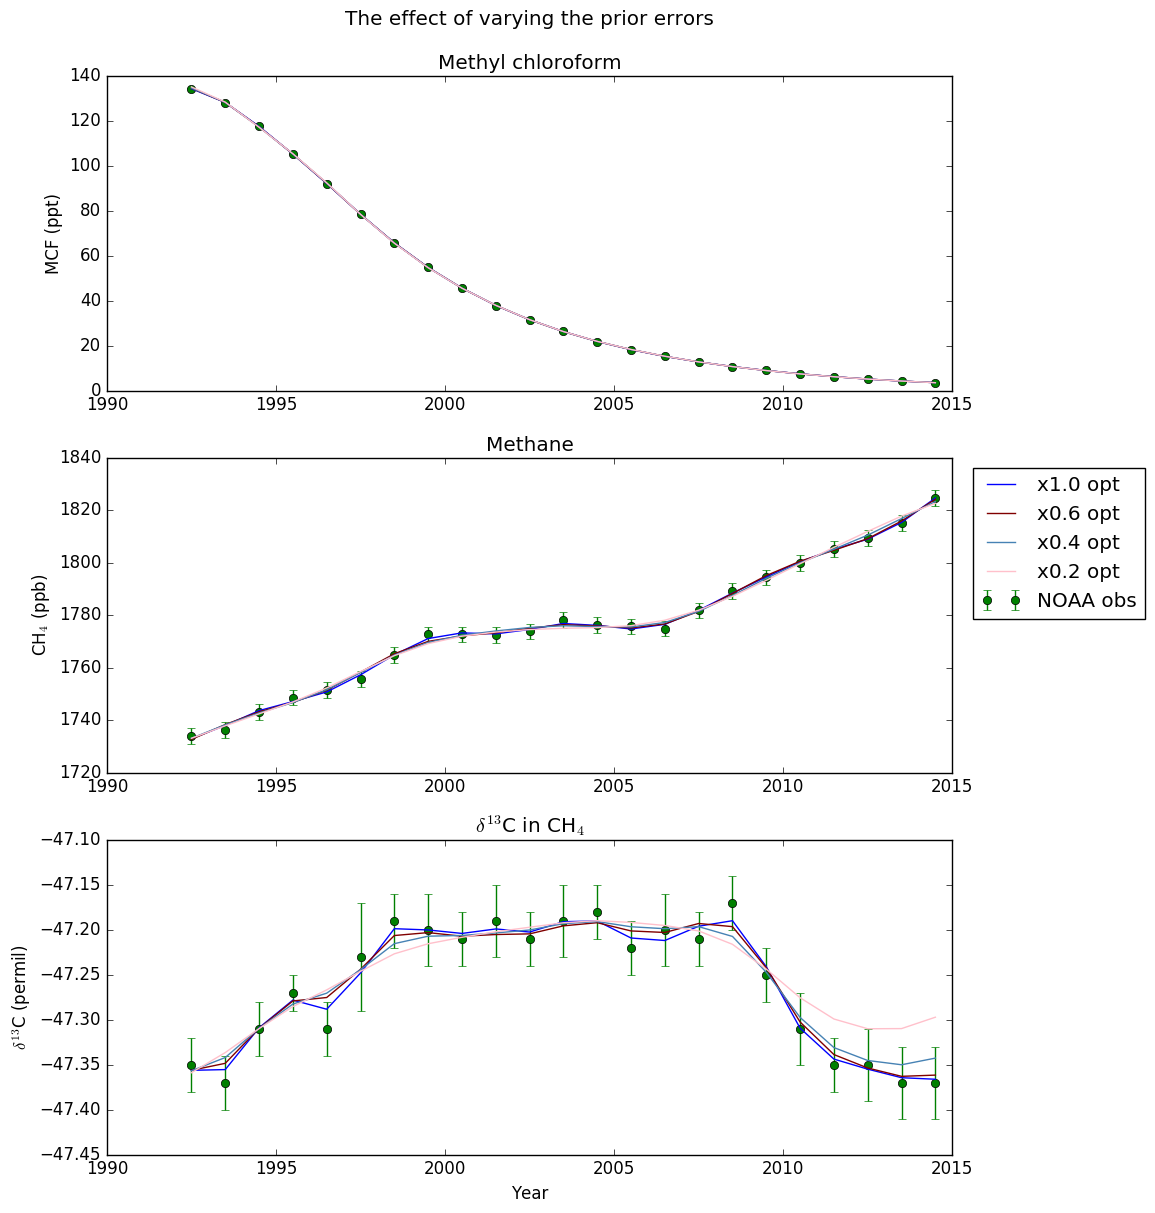 The effect of varying the prior errors
Methyl chloroform
140
120
100
80
60
40
20
0
MCF (ppt)
1990 1995 2000 2005 2010 2015
Methane
1840
1820
1800
1780
1760
1740
1720
CH₄ (ppb)
1990 1995 2000 2005 2010 2015
x1.0 opt
x0.6 opt
x0.4 opt
x0.2 opt
NOAA obs
δ¹³C in CH₄
−47.10
−47.15
−47.20
−47.25
−47.30
−47.35
−47.40
−47.45
δ¹³C (permil)
1990 1995 2000 2005 2010 2015
Year